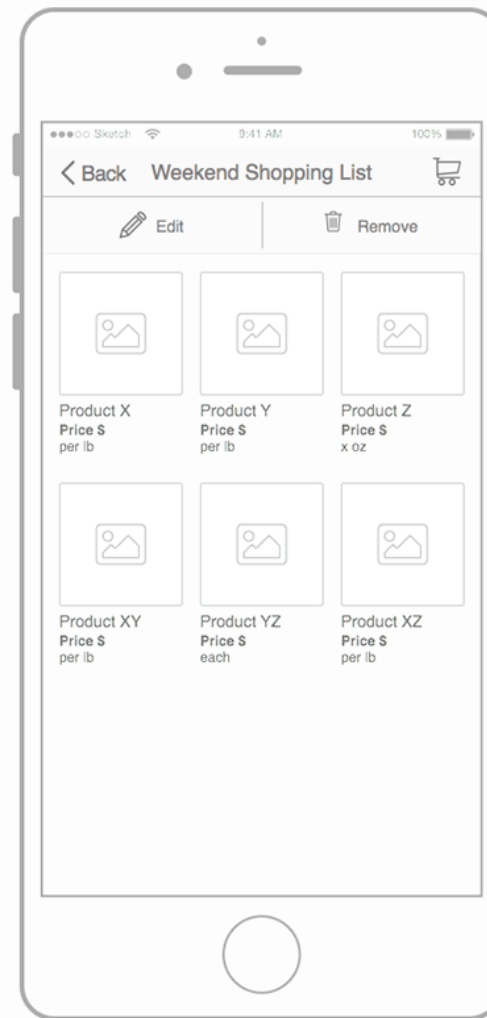 ●●●○○ Sketch 9:41 AM 100%
Back Weekend Shopping List
Edit Remove
Product X Product Y Product Z
Price $ Price $ Price $
per lb per lb x oz
Product XY Product YZ Product XZ
Price $ Price $ Price $
per lb each per lb